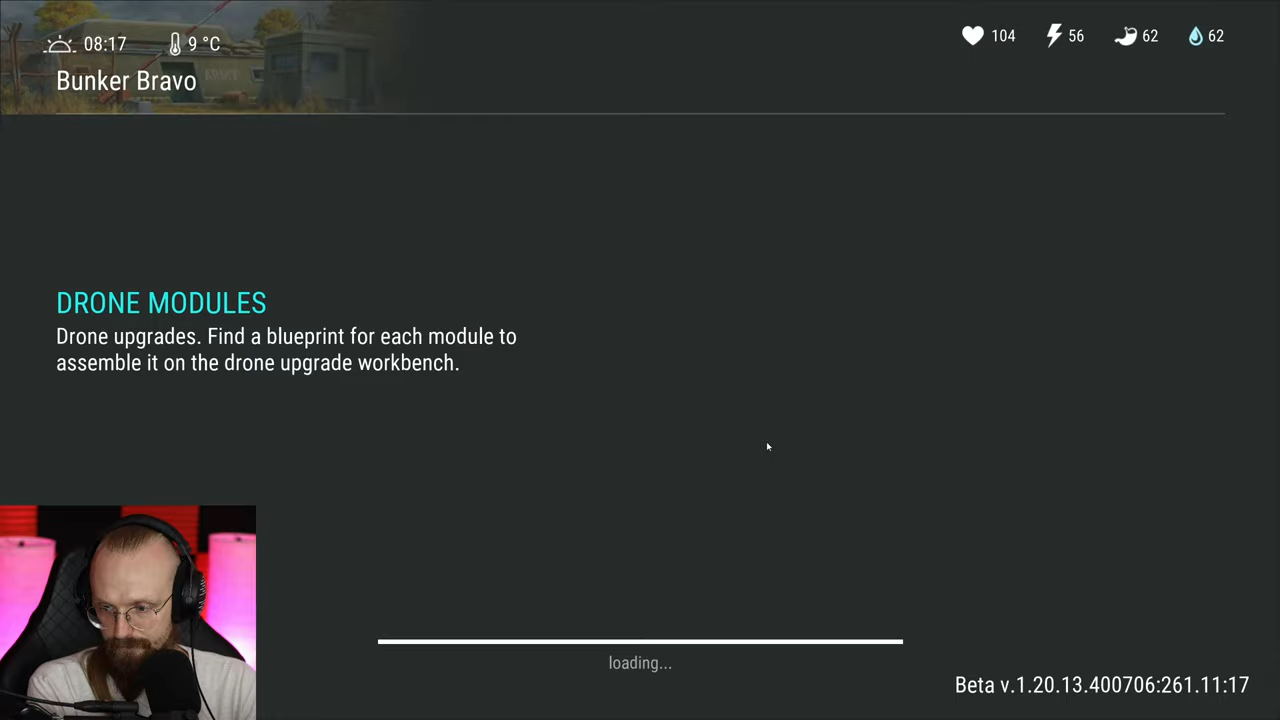 08:17
9 °C
104
56
62
62
Bunker Bravo
DRONE MODULES
Drone upgrades. Find a blueprint for each module to
assemble it on the drone upgrade workbench.
loading...
Beta v.1.20.13.400706:261.11:17